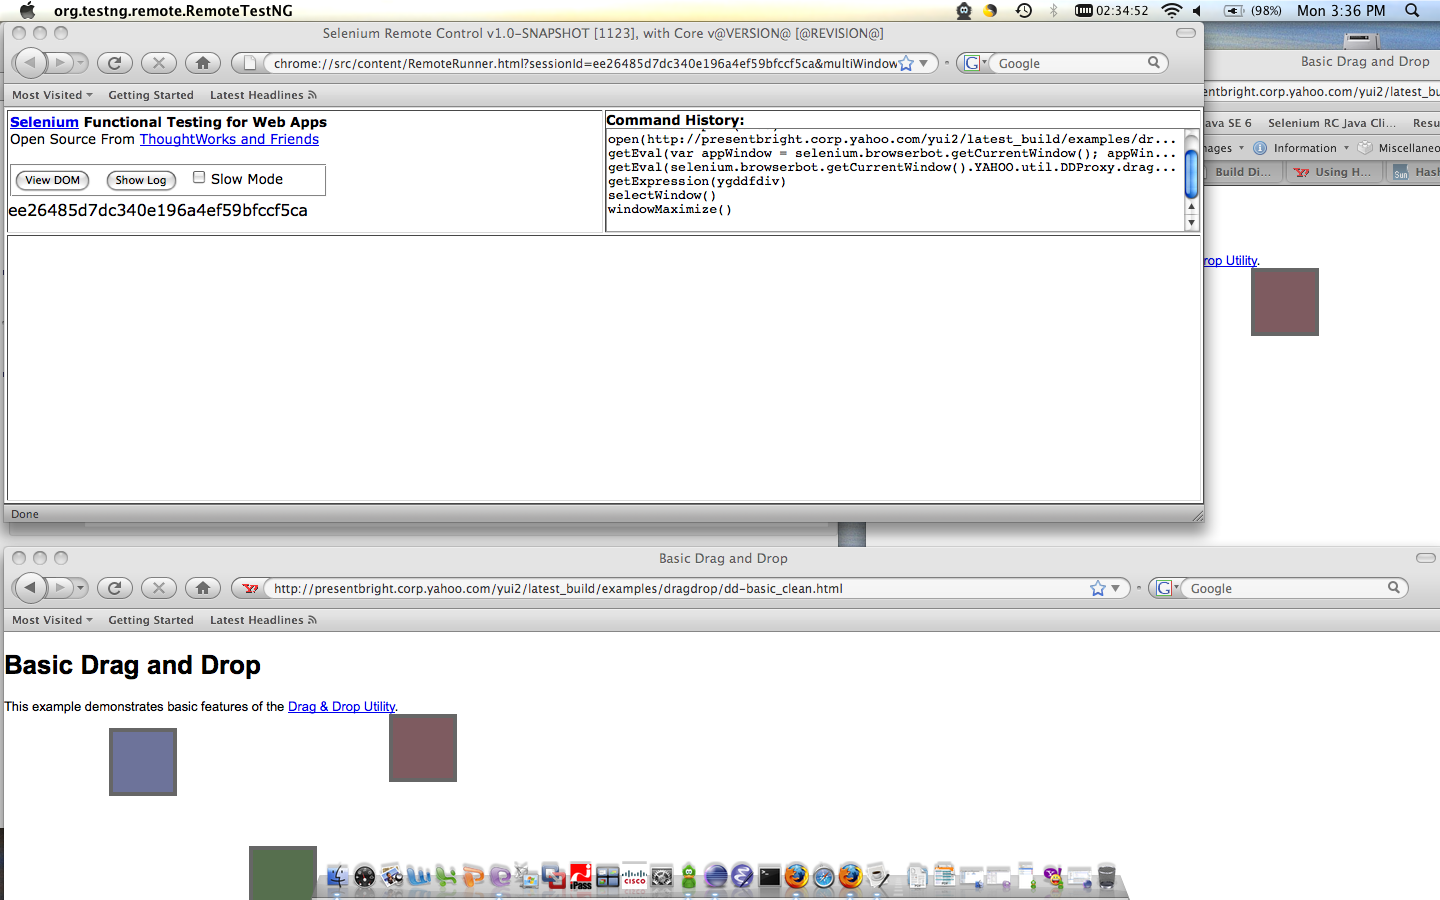 org.testng.remote.RemoteTestNG
02:34:52
(98%)
Mon 3:36 PM
Selenium Remote Control v1.0-SNAPSHOT [1123], with Core v@VERSION@ [@REVISION@]
chrome://src/content/RemoteRunner.html?sessionId=ee26485d7dc340e196a4ef59bfccf5ca&multiWindow
Google
Most Visited
Getting Started
Latest Headlines
Selenium Functional Testing for Web Apps
Open Source From ThoughtWorks and Friends
View DOM
Show Log
Slow Mode
ee26485d7dc340e196a4ef59bfccf5ca
Command History:
open(http://presentbright.corp.yahoo.com/yui2/latest_build/examples/dr...
getEval(var appWindow = selenium.browserbot.getCurrentWindow(); appWin...
getEval(selenium.browserbot.getCurrentWindow().YAHOO.util.DDProxy.drag...
getExpression(ygddfdiv)
selectWindow()
windowMaximize()
Done
Basic Drag and Drop
entbright.corp.yahoo.com/yui2/latest_bu
ava SE 6
Selenium RC Java Cli...
Resu
ages
Information
Miscellaneo
Build Di...
Using H...
Hash
rop Utility.
Basic Drag and Drop
http://presentbright.corp.yahoo.com/yui2/latest_build/examples/dragdrop/dd-basic_clean.html
Google
Most Visited
Getting Started
Latest Headlines
Basic Drag and Drop
This example demonstrates basic features of the Drag & Drop Utility.
iPass
CISCO